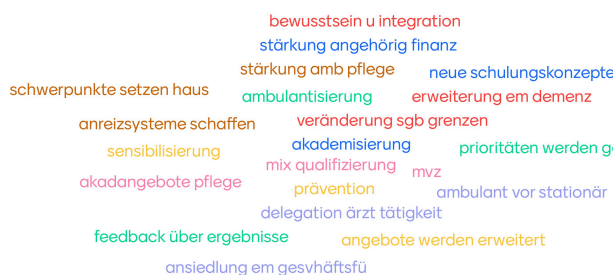 bewusstsein u integration
stärkung angehörig finanz
stärkung amb pflege
neue schulungskonzepte
schwerpunkte setzen haus
ambulantisierung
erweiterung em demenz
anreizsysteme schaffen
veränderung sgb grenzen
sensibilisierung
akademisierung
prioritäten werden ge
mix qualifizierung
mvz
akadangebote pflege
prävention
ambulant vor stationär
delegation ärzt tätigkeit
feedback über ergebnisse
angebote werden erweitert
ansiedlung em gesvhäftsfü